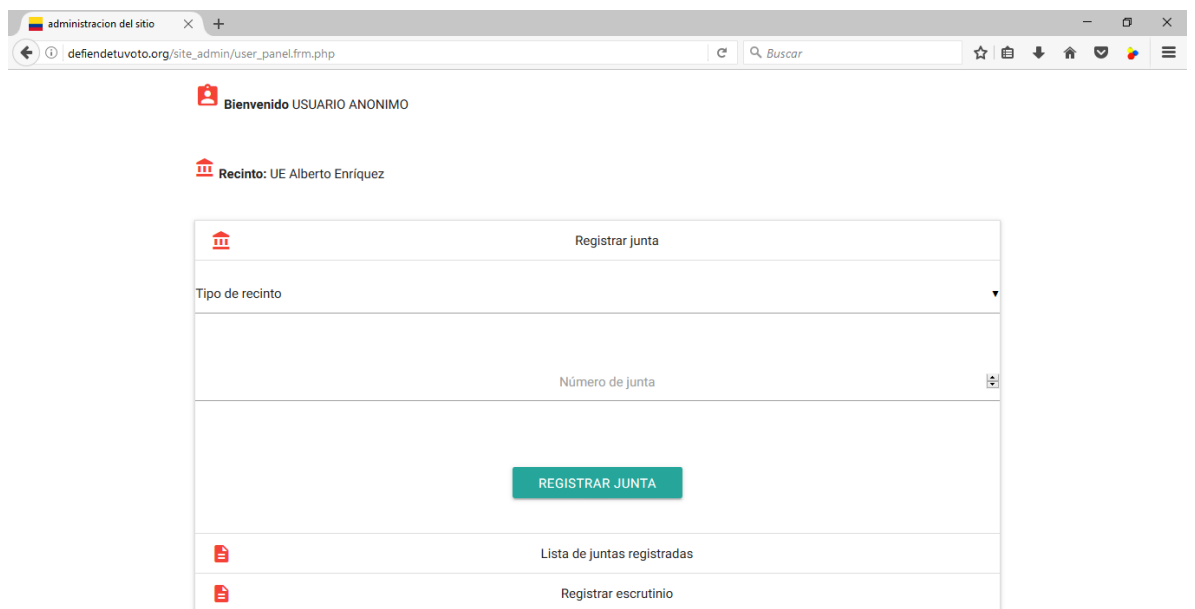 administracion del sitio
defiendetuvoto.org/site_admin/user_panel.frm.php
Buscar
Bienvenido USUARIO ANONIMO
Recinto: UE Alberto Enríquez
Registrar junta
Tipo de recinto
Número de junta
REGISTRAR JUNTA
Lista de juntas registradas
Registrar escrutinio